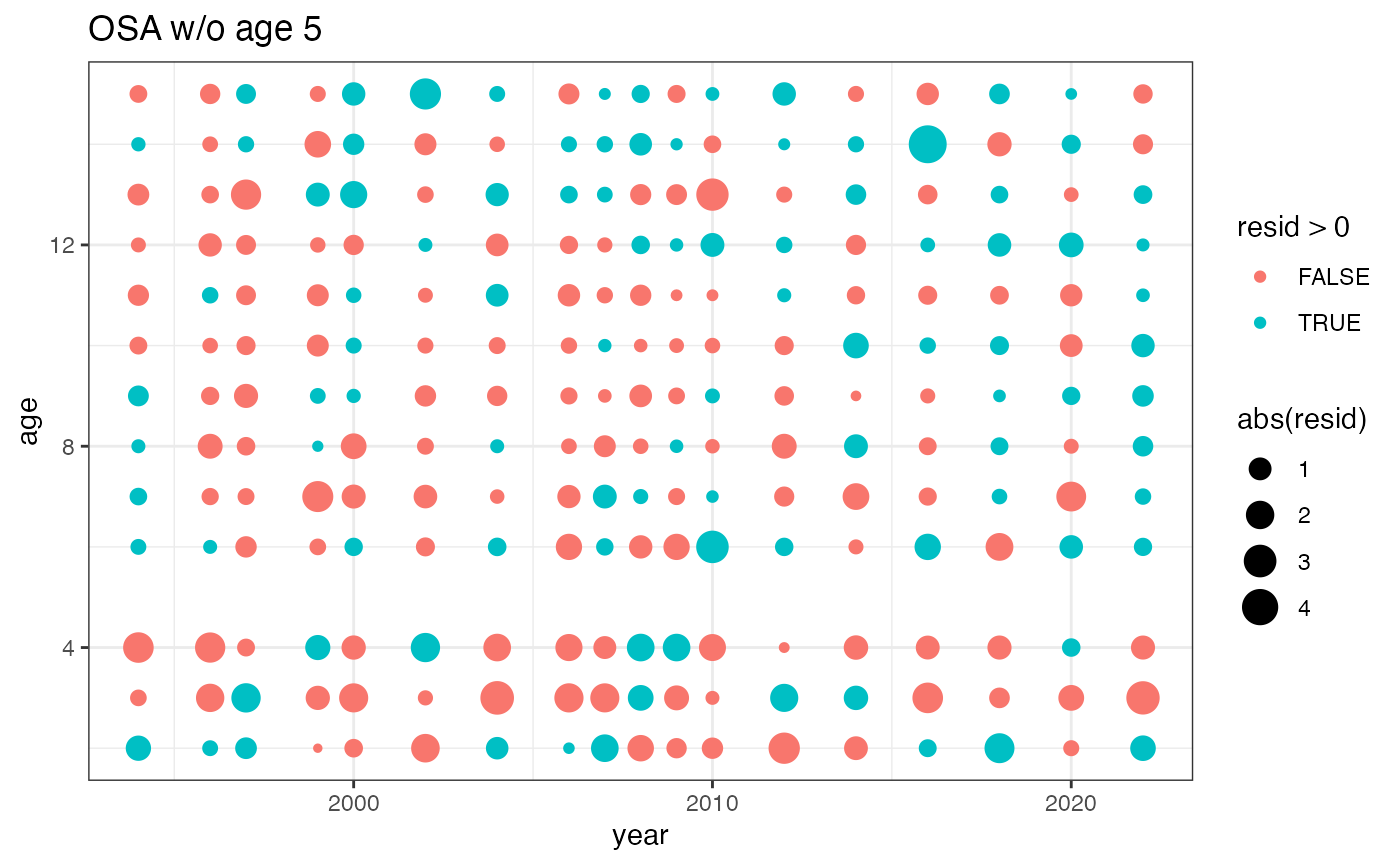 OSA w/o age 5
12
8
4
age
2000 2010 2020
year
resid > 0
FALSE
TRUE
abs(resid)
1
2
3
4